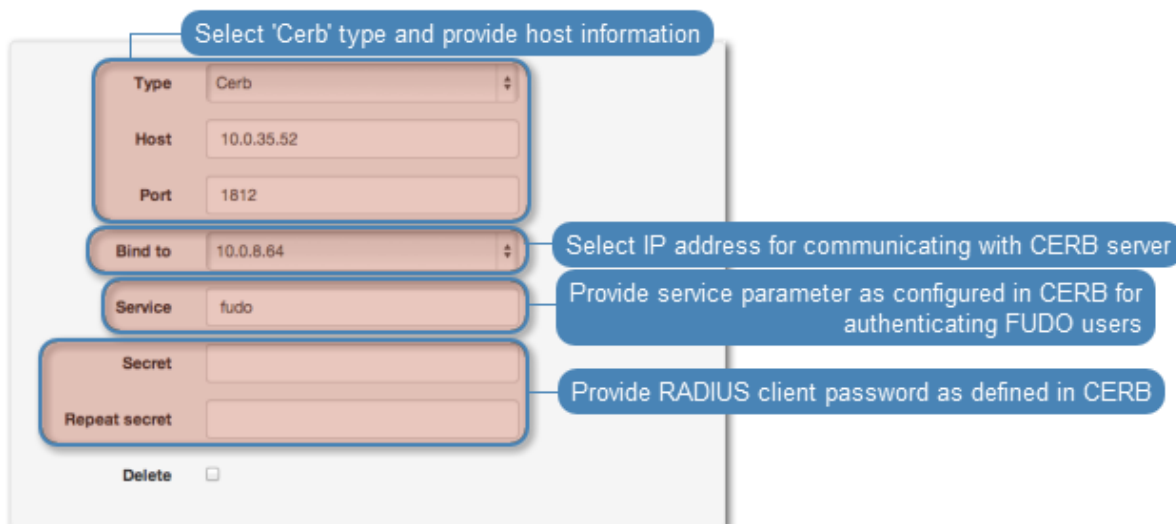 Select 'Cerb' type and provide host information
Type Cerb
Host 10.0.35.52
Port 1812
Bind to 10.0.8.64
Select IP address for communicating with CERB server
Service fudo
Provide service parameter as configured in CERB for
authenticating FUDO users
Secret
Provide RADIUS client password as defined in CERB
Repeat secret
Delete